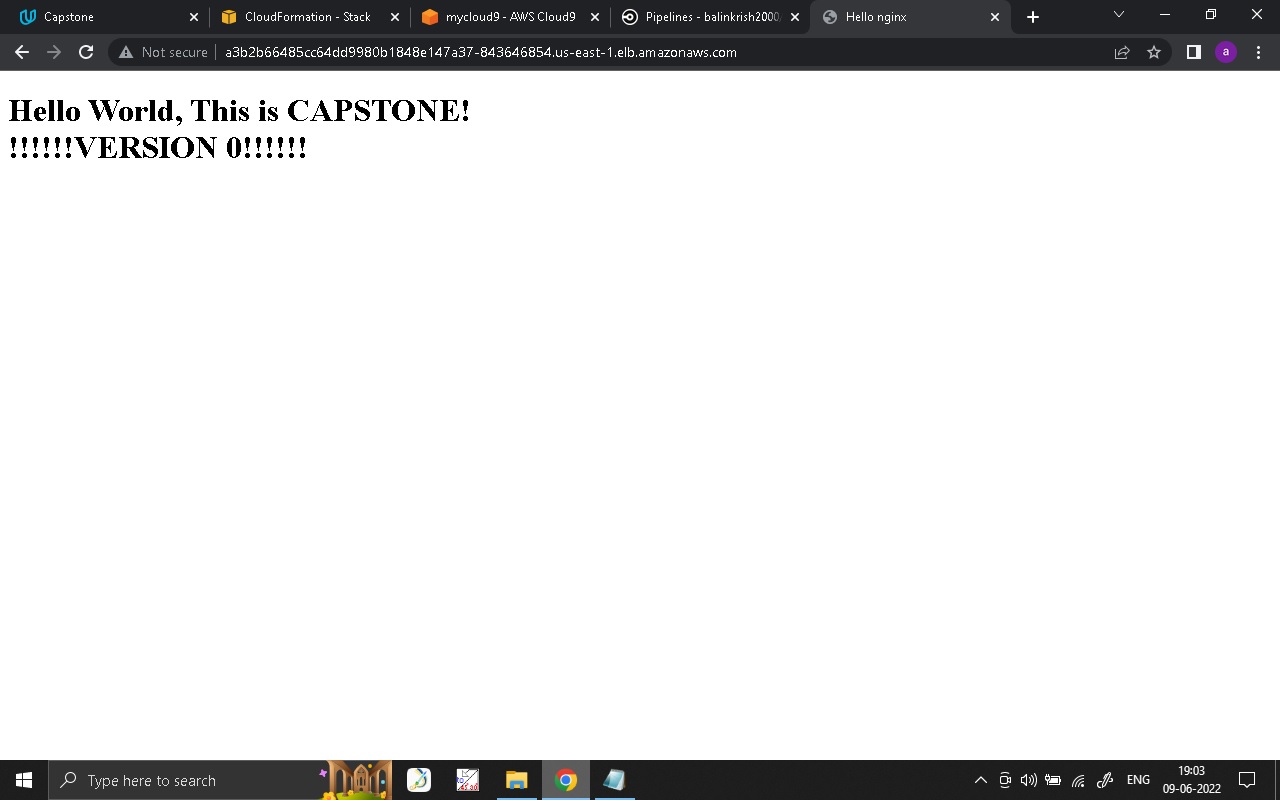 Capstone
CloudFormation - Stack
mycloud9 - AWS Cloud9
Pipelines - balinkrish2000
Hello nginx
Not secure
a3b2b66485cc64dd9980b1848e147a37-843646854.us-east-1.elb.amazonaws.com
a
Hello World, This is CAPSTONE!
!!!!!!VERSION 0!!!!!!
Type here to search
ENG
19:03
09-06-2022